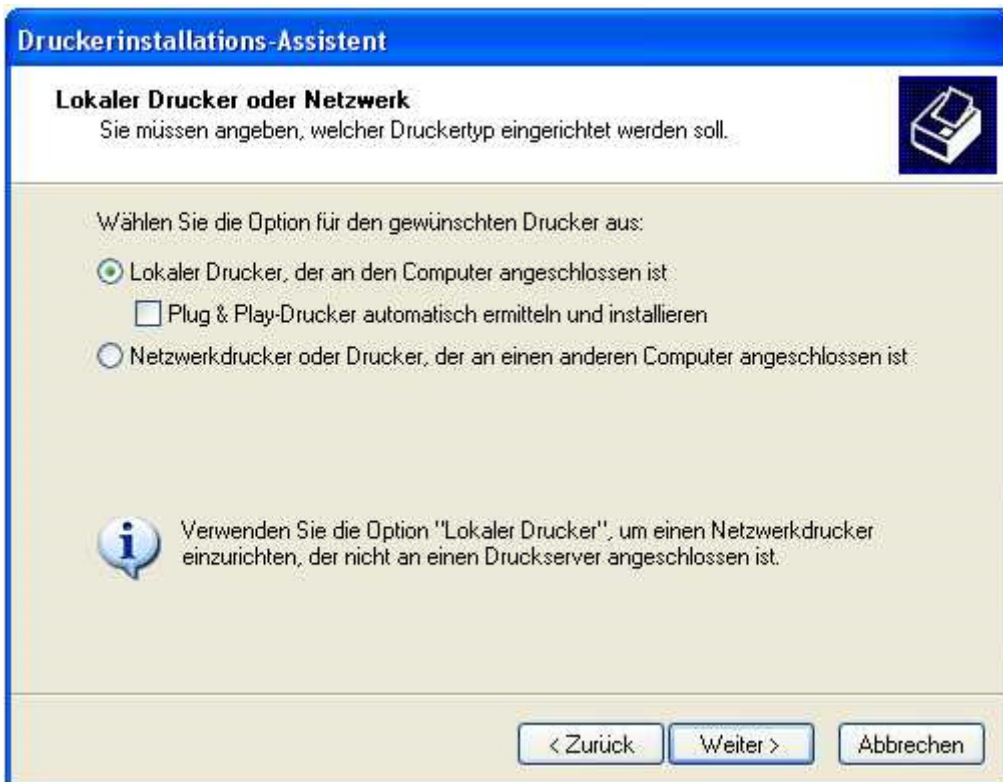 Druckerinstallations-Assistent
Lokaler Drucker oder Netzwerk
Sie müssen angeben, welcher Druckertyp eingerichtet werden soll.
Wählen Sie die Option für den gewünschten Drucker aus:
Lokaler Drucker, der an den Computer angeschlossen ist
Plug & Play-Drucker automatisch ermitteln und installieren
Netzwerkdrucker oder Drucker, der an einen anderen Computer angeschlossen ist
Verwenden Sie die Option "Lokaler Drucker", um einen Netzwerkdrucker
einzurichten, der nicht an einen Druckserver angeschlossen ist.
< Zurück Weiter > Abbrechen